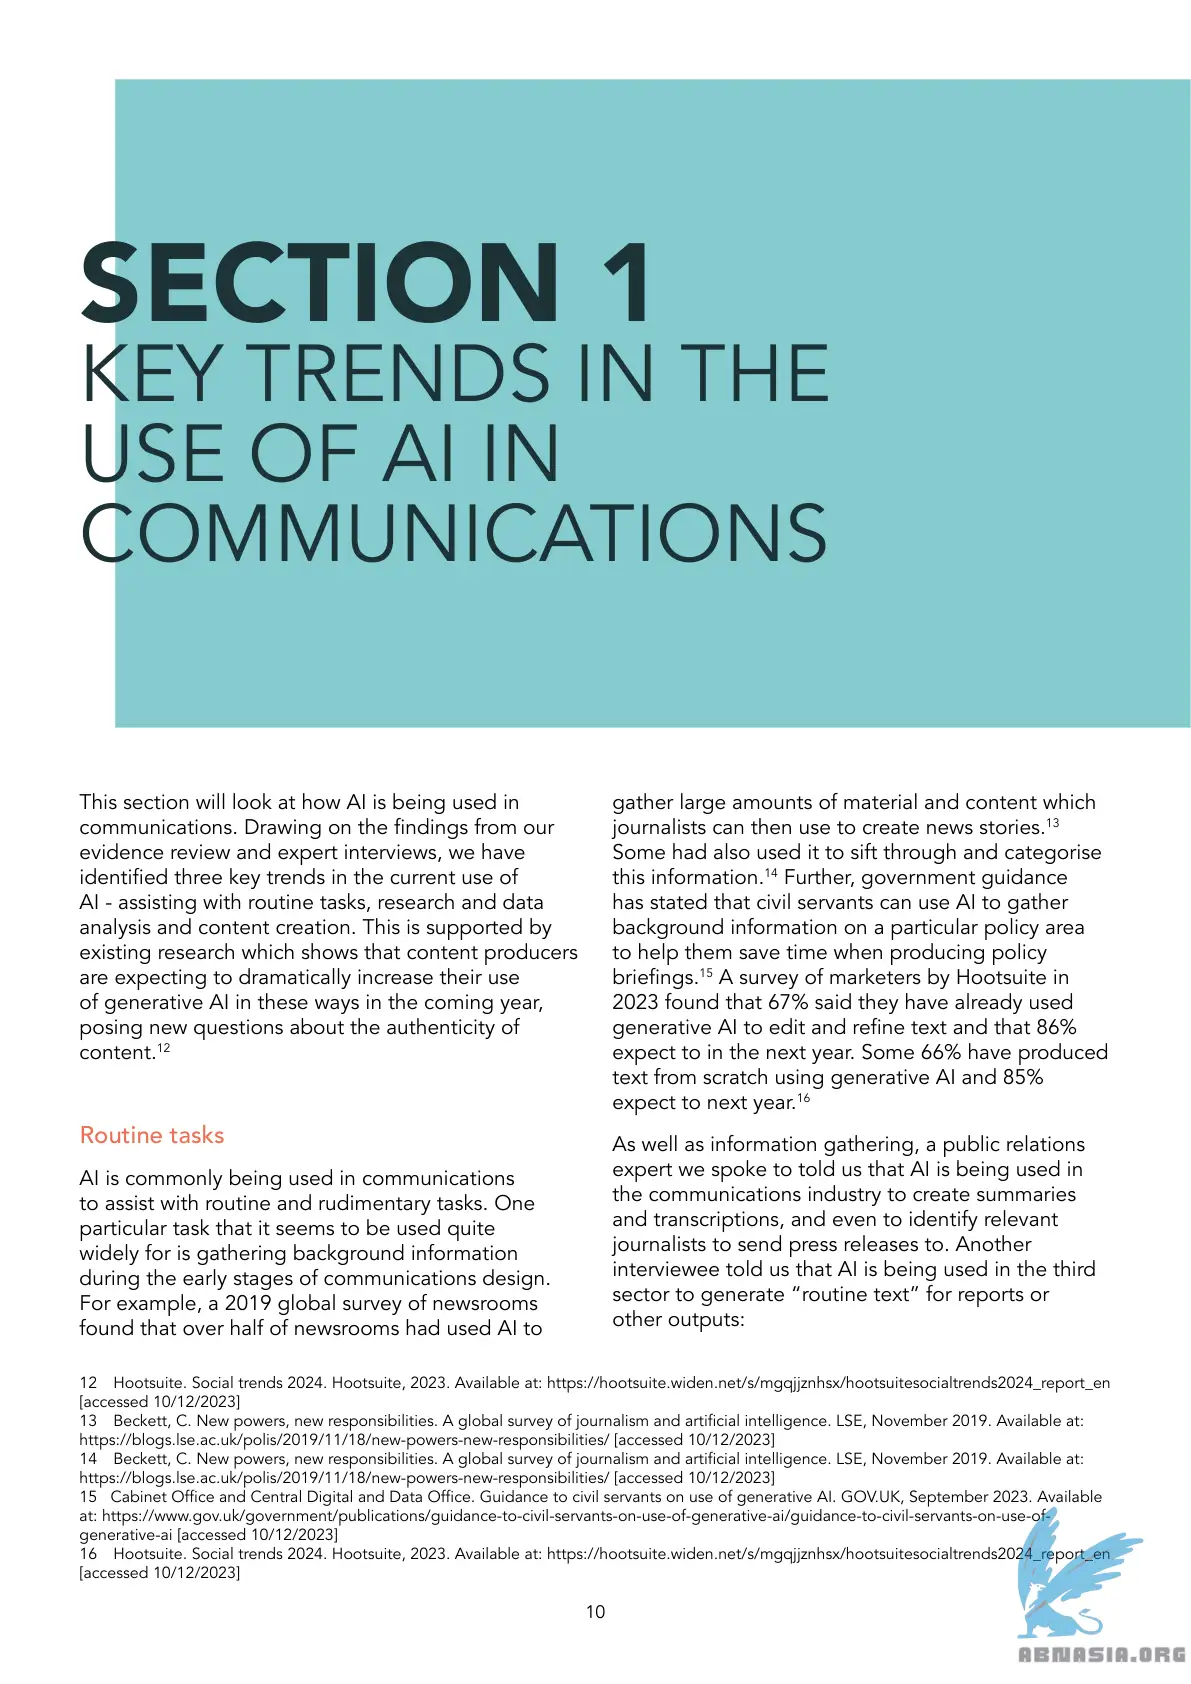 SECTION 1
KEY TRENDS IN THE
USE OF AI IN
COMMUNICATIONS
This section will look at how AI is being used in
communications. Drawing on the findings from our
evidence review and expert interviews, we have
identified three key trends in the current use of
AI - assisting with routine tasks, research and data
analysis and content creation. This is supported by
existing research which shows that content producers
are expecting to dramatically increase their use
of generative AI in these ways in the coming year,
posing new questions about the authenticity of
content.12
Routine tasks
AI is commonly being used in communications
to assist with routine and rudimentary tasks. One
particular task that it seems to be used quite
widely for is gathering background information
during the early stages of communications design.
For example, a 2019 global survey of newsrooms
found that over half of newsrooms had used AI to
gather large amounts of material and content which
journalists can then use to create news stories.13
Some had also used it to sift through and categorise
this information.14 Further, government guidance
has stated that civil servants can use AI to gather
background information on a particular policy area
to help them save time when producing policy
briefings.15 A survey of marketers by Hootsuite in
2023 found that 67% said they have already used
generative AI to edit and refine text and that 86%
expect to in the next year. Some 66% have produced
text from scratch using generative AI and 85%
expect to next year.16
As well as information gathering, a public relations
expert we spoke to told us that AI is being used in
the communications industry to create summaries
and transcriptions, and even to identify relevant
journalists to send press releases to. Another
interviewee told us that AI is being used in the third
sector to generate “routine text” for reports or
other outputs:
12 Hootsuite. Social trends 2024. Hootsuite, 2023. Available at: https://hootsuite.widen.net/s/mgqjjznhsx/hootsuitesocialtrends2024_report_en
[accessed 10/12/2023]
13 Beckett, C. New powers, new responsibilities. A global survey of journalism and artificial intelligence. LSE, November 2019. Available at:
https://blogs.lse.ac.uk/polis/2019/11/18/new-powers-new-responsibilities/ [accessed 10/12/2023]
14 Beckett, C. New powers, new responsibilities. A global survey of journalism and artificial intelligence. LSE, November 2019. Available at:
https://blogs.lse.ac.uk/polis/2019/11/18/new-powers-new-responsibilities/ [accessed 10/12/2023]
15 Cabinet Office and Central Digital and Data Office. Guidance to civil servants on use of generative AI. GOV.UK, September 2023. Available
at: https://www.gov.uk/government/publications/guidance-to-civil-servants-on-use-of-generative-ai/guidance-to-civil-servants-on-use-of-
generative-ai [accessed 10/12/2023]
16 Hootsuite. Social trends 2024. Hootsuite, 2023. Available at: https://hootsuite.widen.net/s/mgqjjznhsx/hootsuitesocialtrends2024_report_en
[accessed 10/12/2023]
10
ABNASIA.ORG